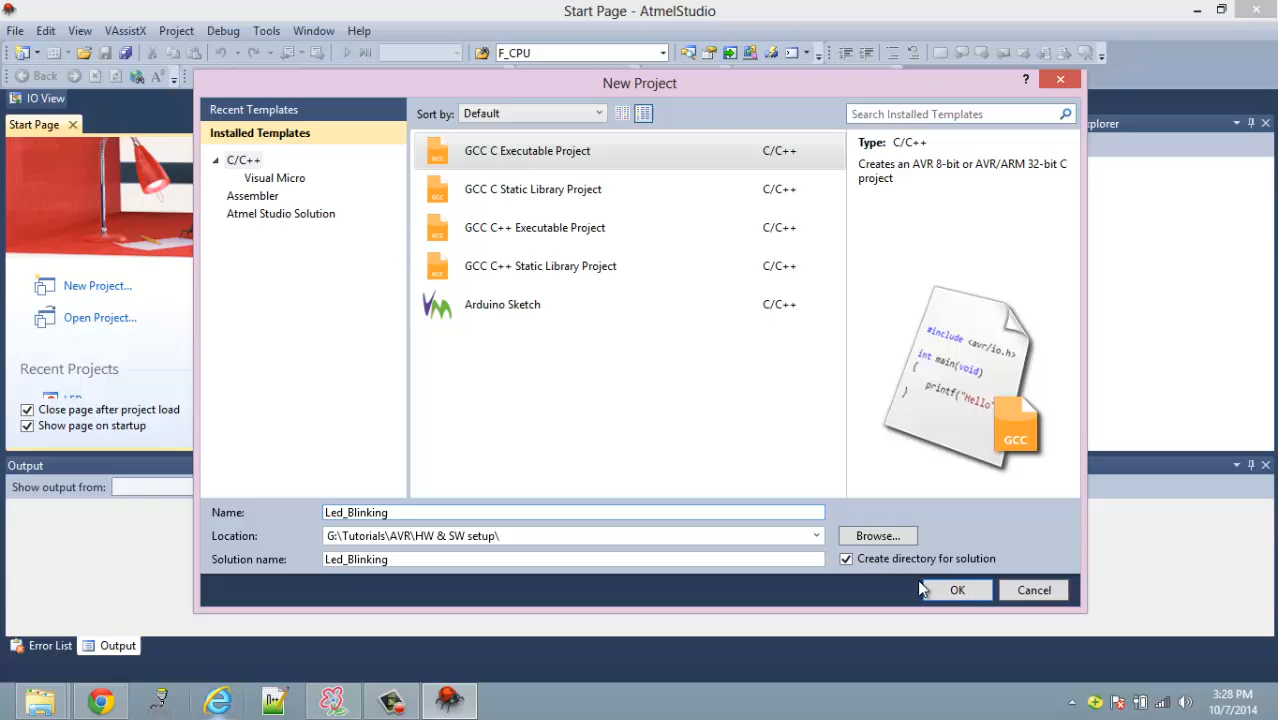 Start Page - AtmelStudio
File Edit View VAssistX Project Debug Tools Window Help
F_CPU
Back
IO View
Start Page
xplorer
New Project
Recent Templates
Installed Templates
C/C++
Visual Micro
Assembler
Atmel Studio Solution
Sort by: Default
Search Installed Templates
GCC C Executable Project C/C++
GCC C Static Library Project C/C++
GCC C++ Executable Project C/C++
GCC C++ Static Library Project C/C++
Arduino Sketch C/C++
Type: C/C++
Creates an AVR 8-bit or AVR/ARM 32-bit C
project
#include <avr/io.h>
int main(void)
{
printf("Hello"
}
GCC
New Project...
Open Project...
Recent Projects
Close page after project load
Show page on startup
Name: Led_Blinking
Location: G:\Tutorials\AVR\HW & SW setup\
Browse...
Solution name: Led_Blinking
Create directory for solution
OK Cancel
Output
Show output from:
Error List Output
3:28 PM
10/7/2014